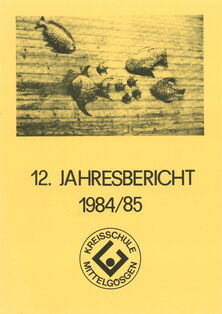 12. JAHRESBERICHT
1984/85
KREISSCHULE
MITTELGÖSGEN